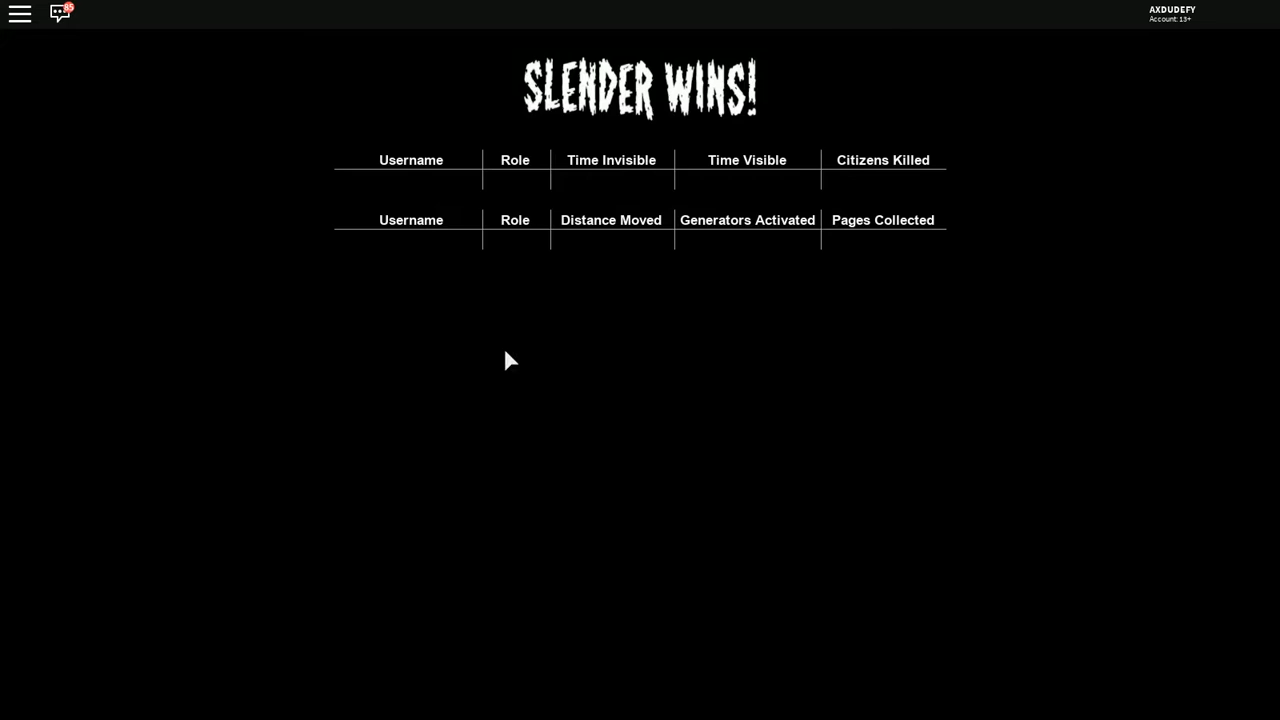 85
AXDUDEFY
Account: 13+
SLENDER WINS!
Username Role Time Invisible Time Visible Citizens Killed
Username Role Distance Moved Generators Activated Pages Collected